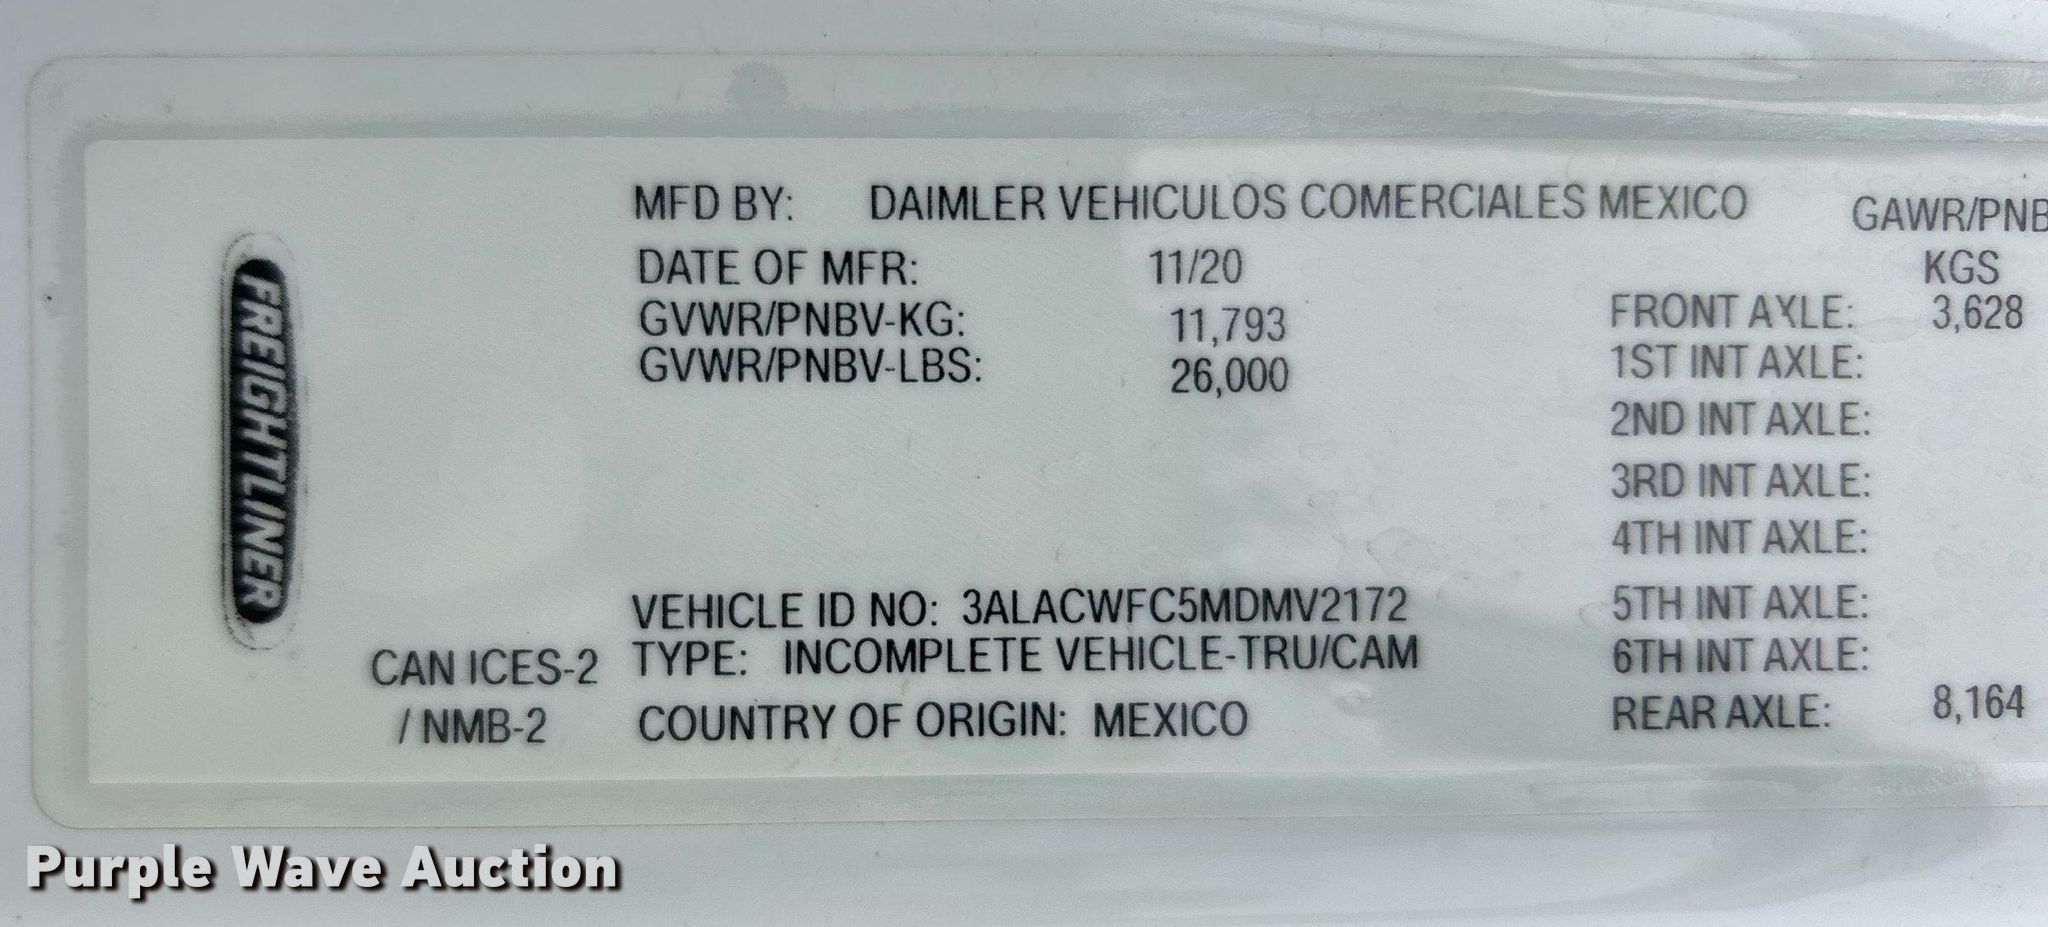 FREIGHTLINER
MFD BY: DAIMLER VEHICULOS COMERCIALES MEXICO
DATE OF MFR: 11/20
GVWR/PNBV-KG: 11,793
GVWR/PNBV-LBS: 26,000
VEHICLE ID NO: 3ALACWFC5MDMV2172
TYPE: INCOMPLETE VEHICLE-TRU/CAM
COUNTRY OF ORIGIN: MEXICO
CAN ICES-2
/ NMB-2
GAWR/PNB
KGS
FRONT AXLE: 3,628
1ST INT AXLE:
2ND INT AXLE:
3RD INT AXLE:
4TH INT AXLE:
5TH INT AXLE:
6TH INT AXLE:
REAR AXLE: 8,164
Purple Wave Auction